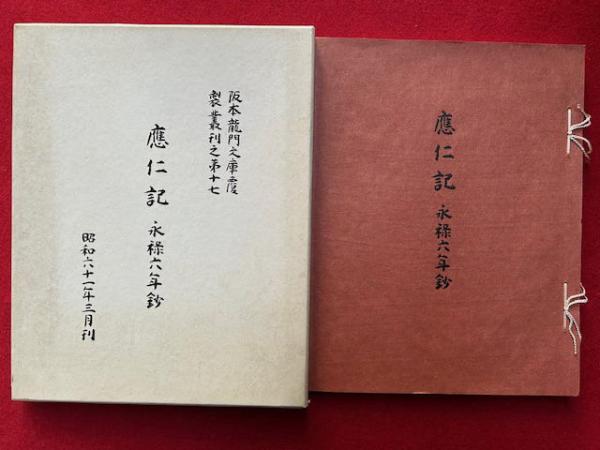 阪本龍門文庫覆
製叢刊之第十七
應仁記 永禄六年鈔
昭和六十二年三月刊
應仁記 永禄六年鈔